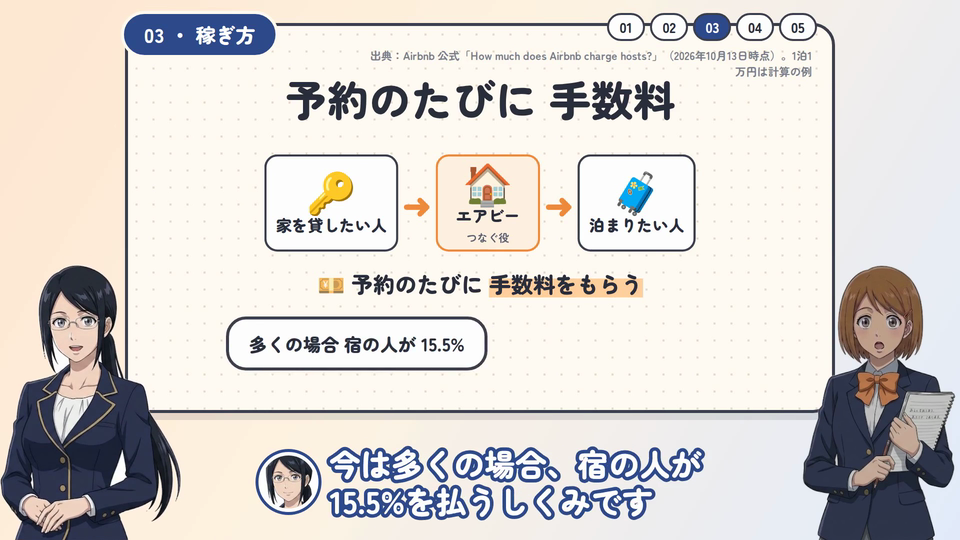 03 ・ 稼ぎ方
01 02 03 04 05
出典：Airbnb 公式「How much does Airbnb charge hosts?」（2026年10月13日時点）。1泊1
万円は計算の例
予約のたびに 手数料
家を貸したい人
エアビー
つなぐ役
泊まりたい人
予約のたびに 手数料をもらう
多くの場合 宿の人が 15.5%
今は多くの場合、宿の人が
15.5%を払うしくみです